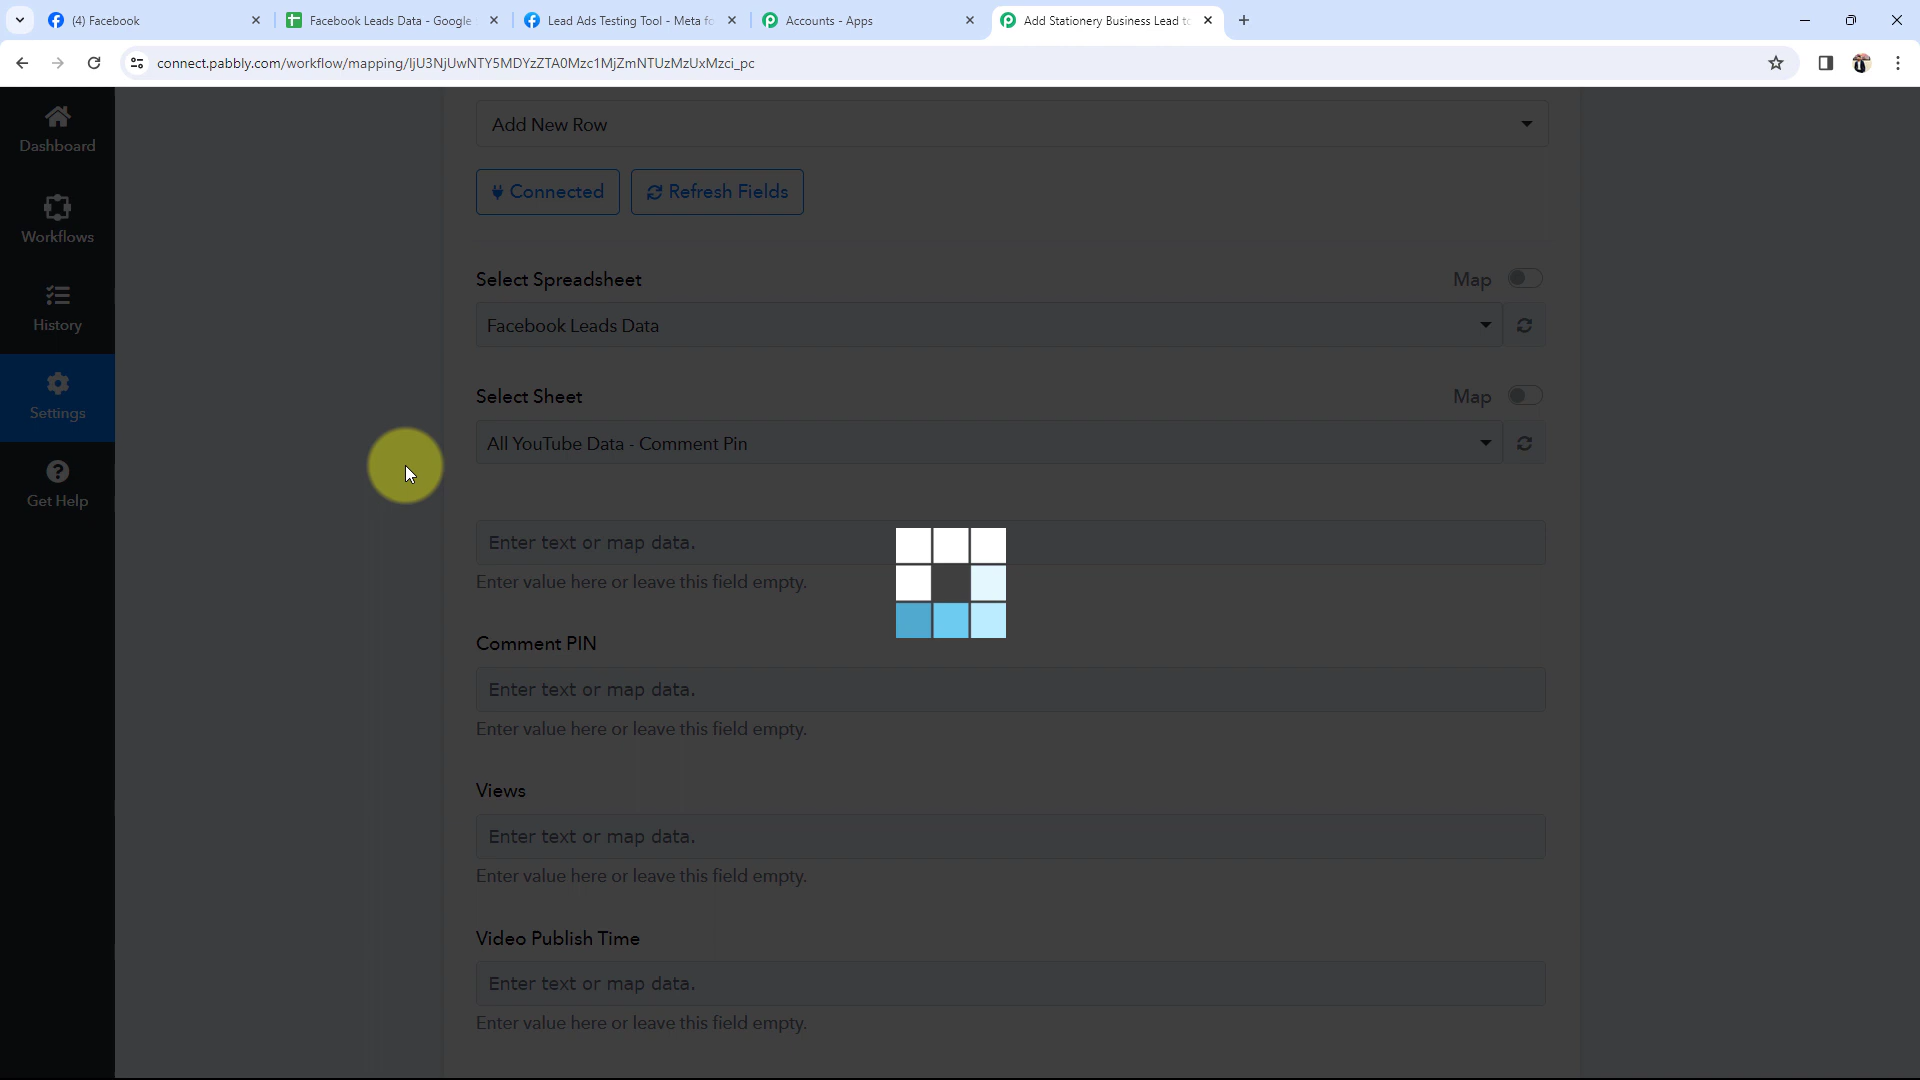 (4) Facebook
Facebook Leads Data - Google
Lead Ads Testing Tool - Meta fo
Accounts - Apps
Add Stationery Business Lead to
connect.pabbly.com/workflow/mapping/IjU3NjUwNTY5MDYzZTA0Mzc1MjZmNTUzMzUxMzci_pc
Dashboard
Workflows
History
Settings
Get Help
Add New Row
Connected
Refresh Fields
Select Spreadsheet
Map
Facebook Leads Data
Select Sheet
Map
All YouTube Data - Comment Pin
Enter text or map data.
Enter value here or leave this field empty.
Comment PIN
Enter text or map data.
Enter value here or leave this field empty.
Views
Enter text or map data.
Enter value here or leave this field empty.
Video Publish Time
Enter text or map data.
Enter value here or leave this field empty.